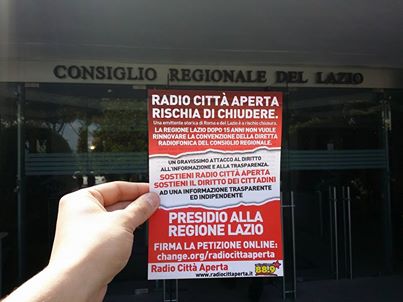 CONSIGLIO REGIONALE DEL LAZIO
RADIO CITTÀ APERTA
RISCHIA DI CHIUDERE.
Una emittente storica di Roma e del Lazio è a rischio chiusura.
LA REGIONE LAZIO DOPO 15 ANNI NON VUOLE
RINNOVARE LA CONVENZIONE DELLA DIRETTA
RADIOFONICA DEL CONSIGLIO REGIONALE.
UN GRAVISSIMO ATTACCO AL DIRITTO
ALL'INFORMAZIONE E ALLA TRASPARENZA.
SOSTIENI RADIO CITTÀ APERTA
SOSTIENI IL DIRITTO DEI CITTADINI
AD UNA INFORMAZIONE TRASPARENTE
ED INDIPENDENTE
PRESIDIO ALLA
REGIONE LAZIO
FIRMA LA PETIZIONE ONLINE:
change.org/radiocittaaperta
Radio Città Aperta
www.radiocittaperta.it
88.9